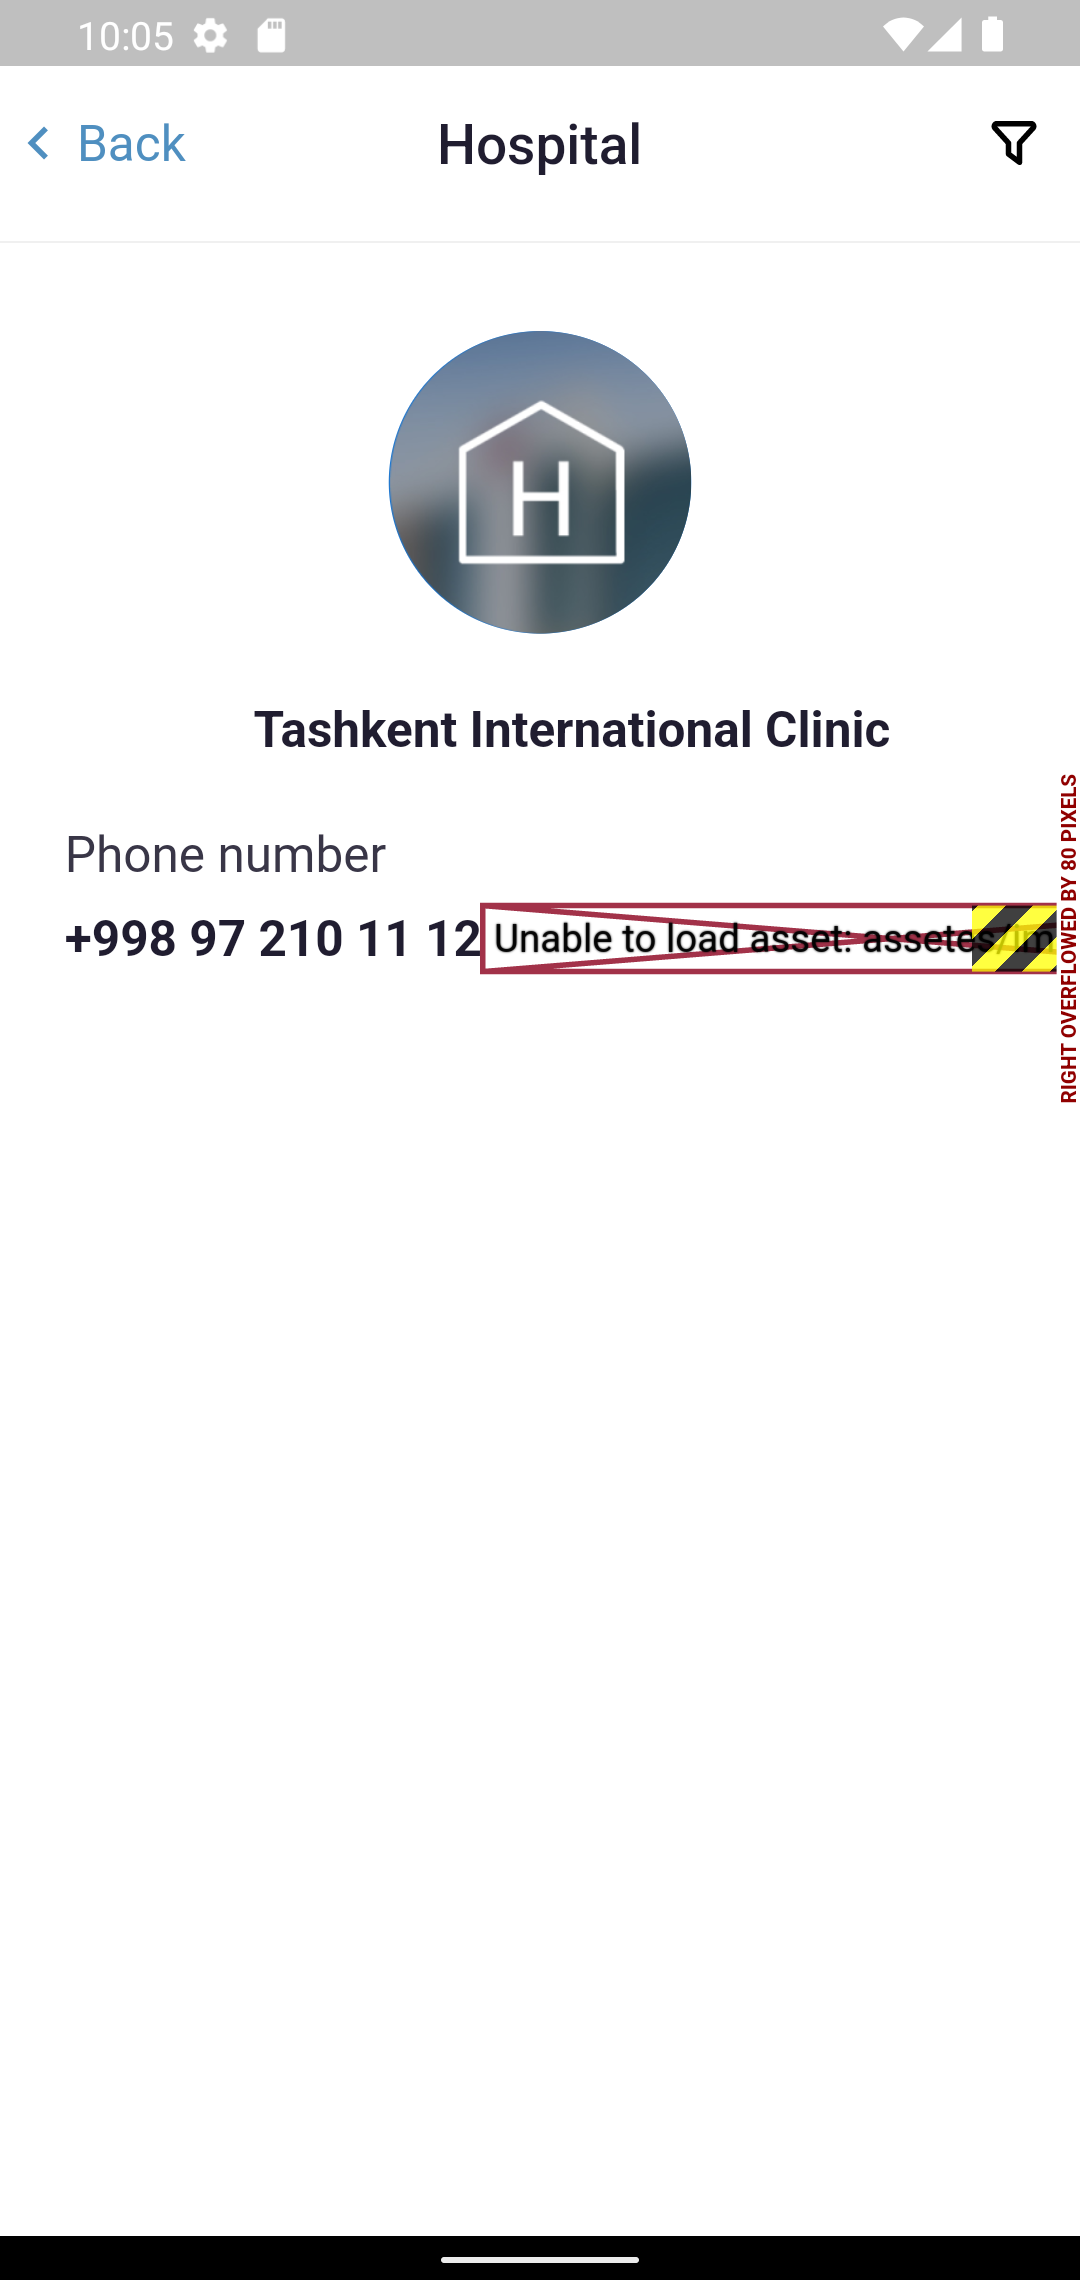 10:05
Back
Hospital
H
Tashkent International Clinic
Phone number
+998 97 210 11 12
Unable to load asset: assetes/im
RIGHT OVERFLOWED BY 80 PIXELS